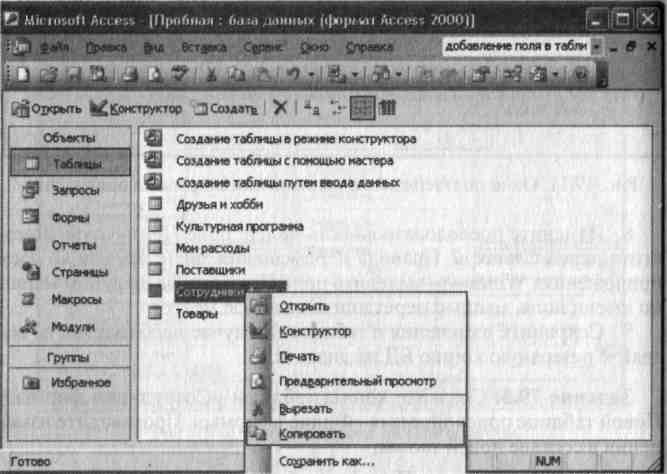 Microsoft Access - [Пробная : база данных (формат Access 2000)]
Файл Правка Вид Вставка Сервис Окно Справка добавление поля в табли
Открыть Конструктор Создать
Объекты
Таблицы
Запросы
Формы
Отчеты
Страницы
Макросы
Модули
Группы
Избранное
Создание таблицы в режиме конструктора
Создание таблицы с помощью мастера
Создание таблицы путем ввода данных
Друзья и хобби
Культурная программа
Мои расходы
Поставщики
Сотрудники
Товары
Открыть
Конструктор
Печать
Предварительный просмотр
Вырезать
Копировать
Сохранить как...
Готово
NUM